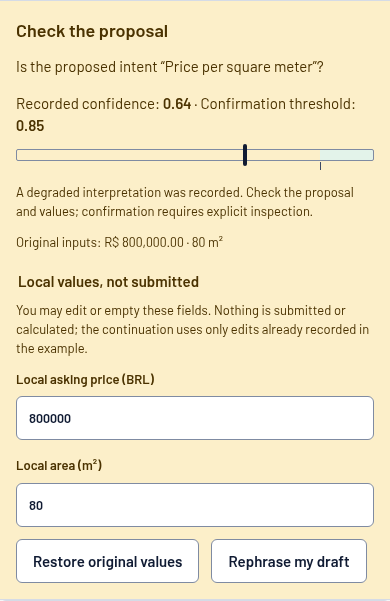 Check the proposal
Is the proposed intent “Price per square meter”?
Recorded confidence: 0.64 · Confirmation threshold:
0.85
A degraded interpretation was recorded. Check the proposal
and values; confirmation requires explicit inspection.
Original inputs: R$ 800,000.00 · 80 m²
Local values, not submitted
You may edit or empty these fields. Nothing is submitted or
calculated; the continuation uses only edits already recorded in
the example.
Local asking price (BRL)
800000
Local area (m²)
80
Restore original values
Rephrase my draft